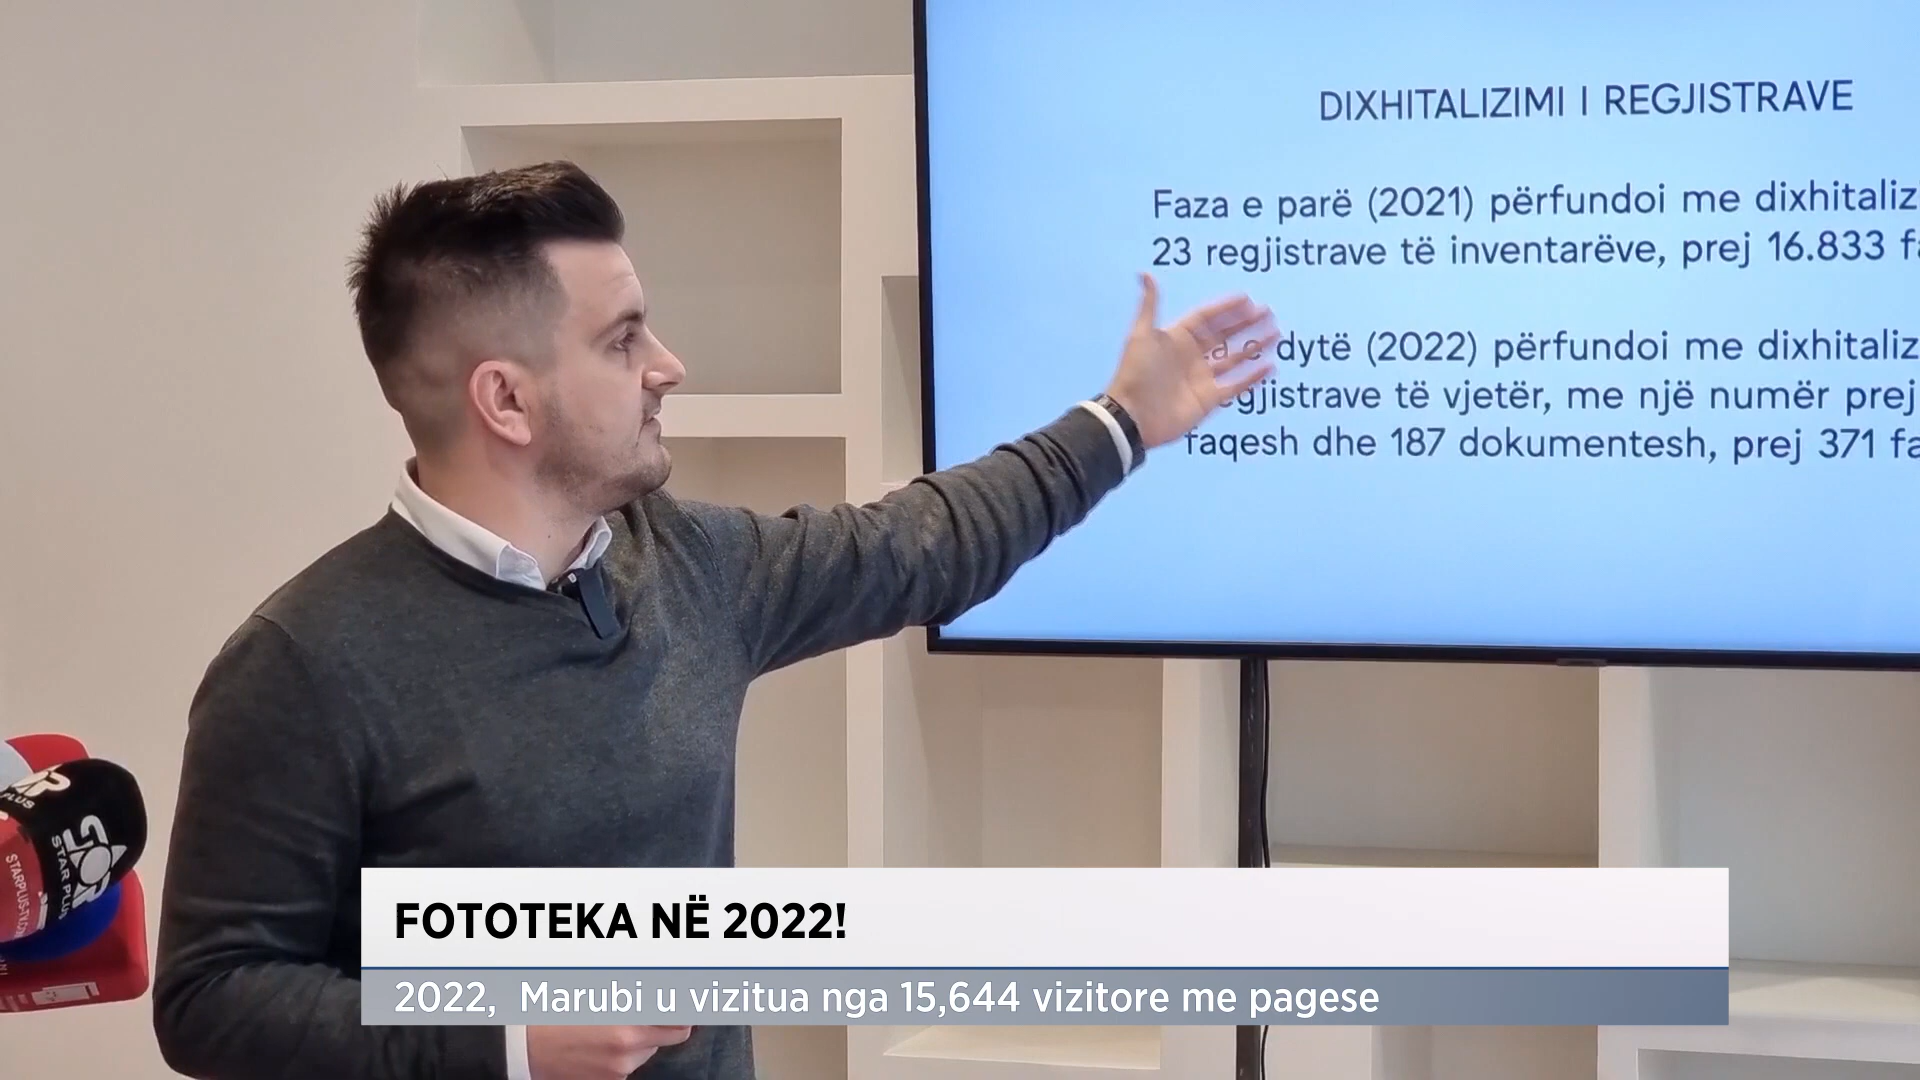 DIXHITALIZIMI I REGJISTRAVE
Faza e parë (2021) përfundoi me dixhitaliz
23 regjistrave të inventarëve, prej 16.833 f
dytë (2022) përfundoi me dixhitaliz
gjistrave të vjetër, me një numër prej
faqesh dhe 187 dokumentesh, prej 371 fa
PLUS
STAR PLUS
FOTOTEKA NË 2022!
2022, Marubi u vizitua nga 15,644 vizitore me pagese